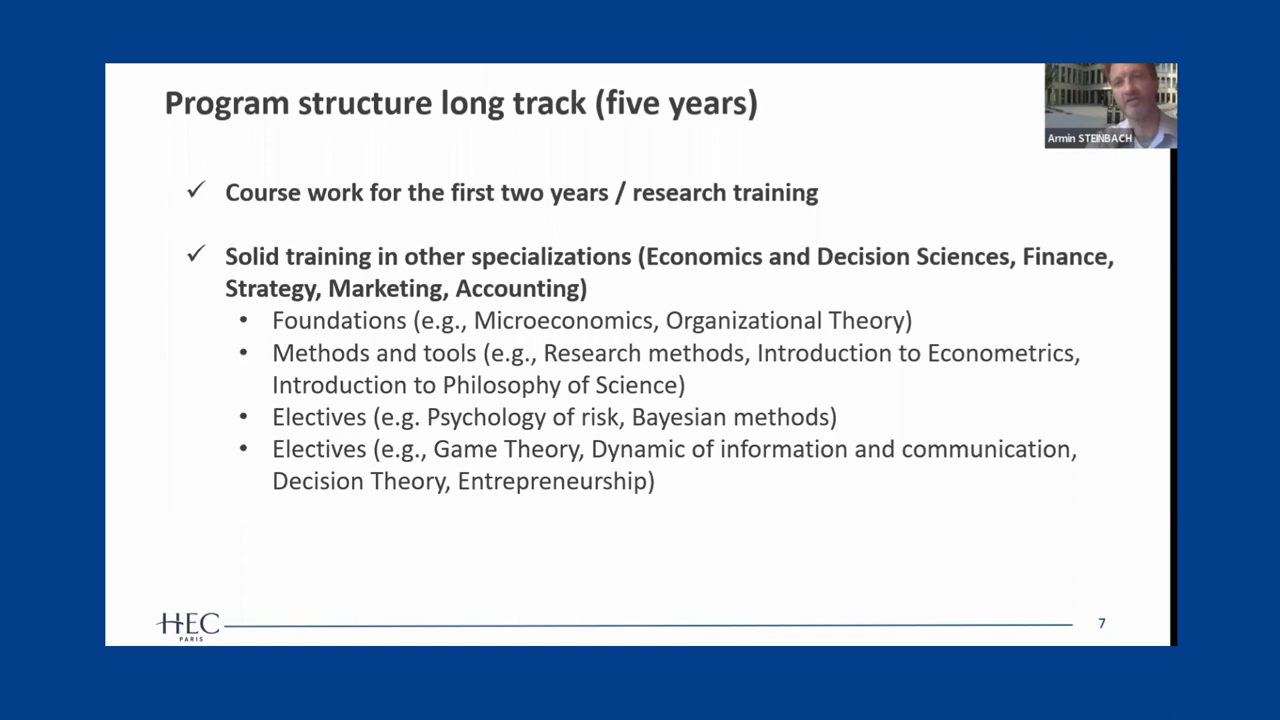 Program structure long track (five years)
Armin STEINBACH
✓ Course work for the first two years / research training
✓ Solid training in other specializations (Economics and Decision Sciences, Finance,
Strategy, Marketing, Accounting)
• Foundations (e.g., Microeconomics, Organizational Theory)
• Methods and tools (e.g., Research methods, Introduction to Econometrics,
Introduction to Philosophy of Science)
• Electives (e.g. Psychology of risk, Bayesian methods)
• Electives (e.g., Game Theory, Dynamic of information and communication,
Decision Theory, Entrepreneurship)
HEC
PARIS
7